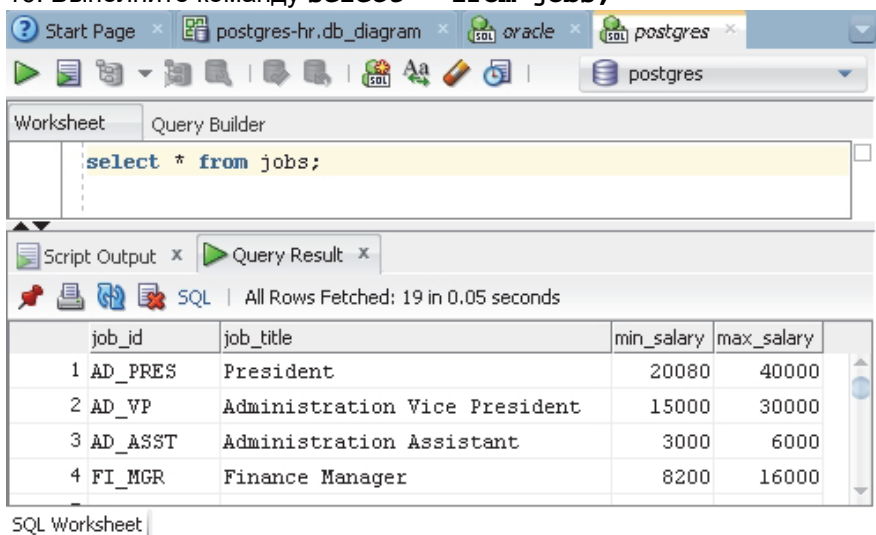 Выполните команду
Start Page postgres-hr.db_diagram oracle postgres
postgres
Worksheet Query Builder
select * from jobs;
Script Output x Query Result x
SQL | All Rows Fetched: 19 in 0.05 seconds
job_id job_title min_salary max_salary
1 AD_PRES President 20080 40000
2 AD_VP Administration Vice President 15000 30000
3 AD_ASST Administration Assistant 3000 6000
4 FI_MGR Finance Manager 8200 16000
SQL Worksheet